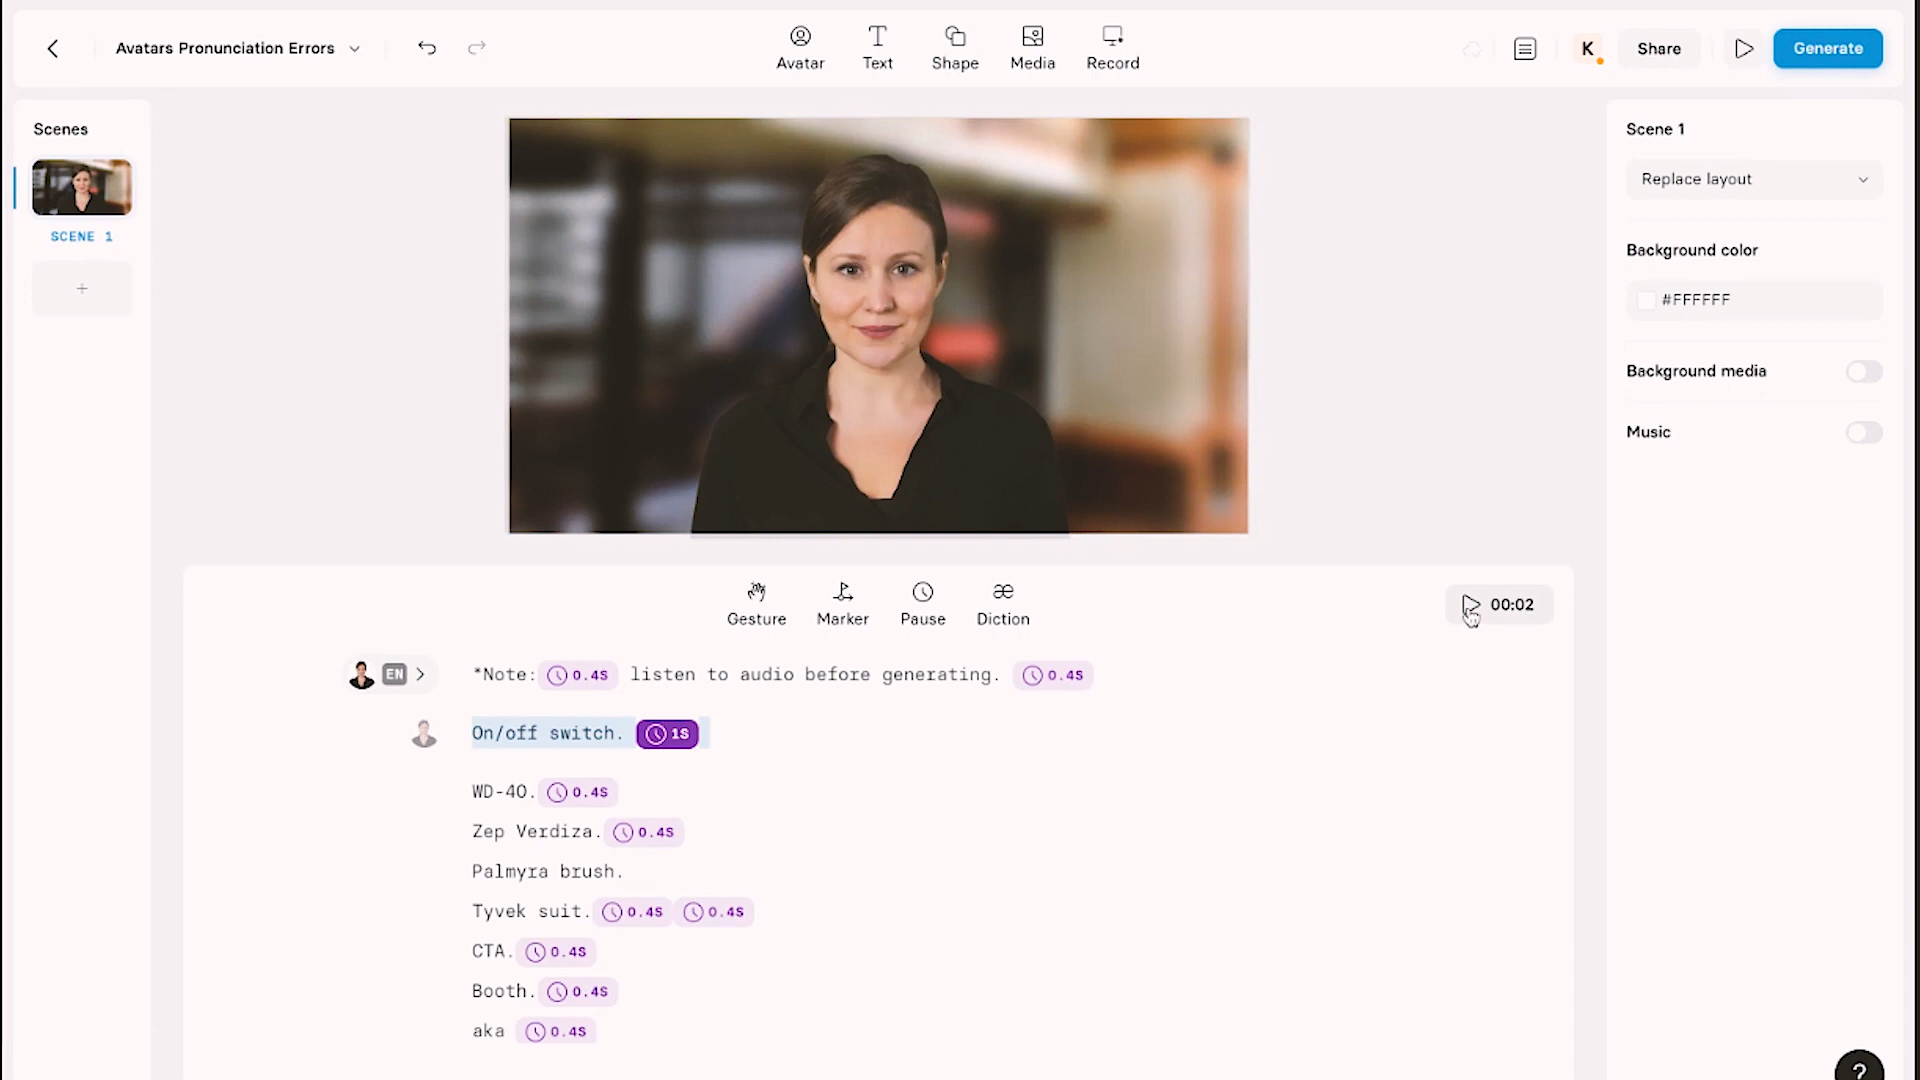 Avatars Pronunciation Errors
Avatar
Text
Shape
Media
Record
K
Share
Generate
Scenes
SCENE 1
+
Scene 1
Replace layout
Background color
#FFFFFF
Background media
Music
Gesture
Marker
æ
Pause
Diction
00:02
EN
*Note: 0.4S listen to audio before generating. 0.4S
On/off switch. 1S
WD-40. 0.4S
Zep Verdiza. 0.4S
Palmyra brush.
Tyvek suit. 0.4S 0.4S
CTA. 0.4S
Booth. 0.4S
aka 0.4S
?